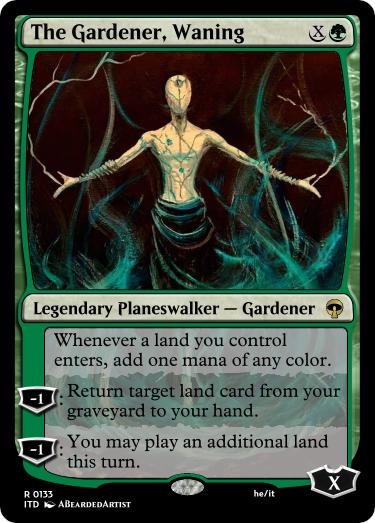 The Gardener, Waning X
Legendary Planeswalker — Gardener
Whenever a land you control
enters, add one mana of any color.
-1: Return target land card from your
graveyard to your hand.
-1: You may play an additional land
this turn.
X
R 0133 he/it
ITD ABeardedArtist